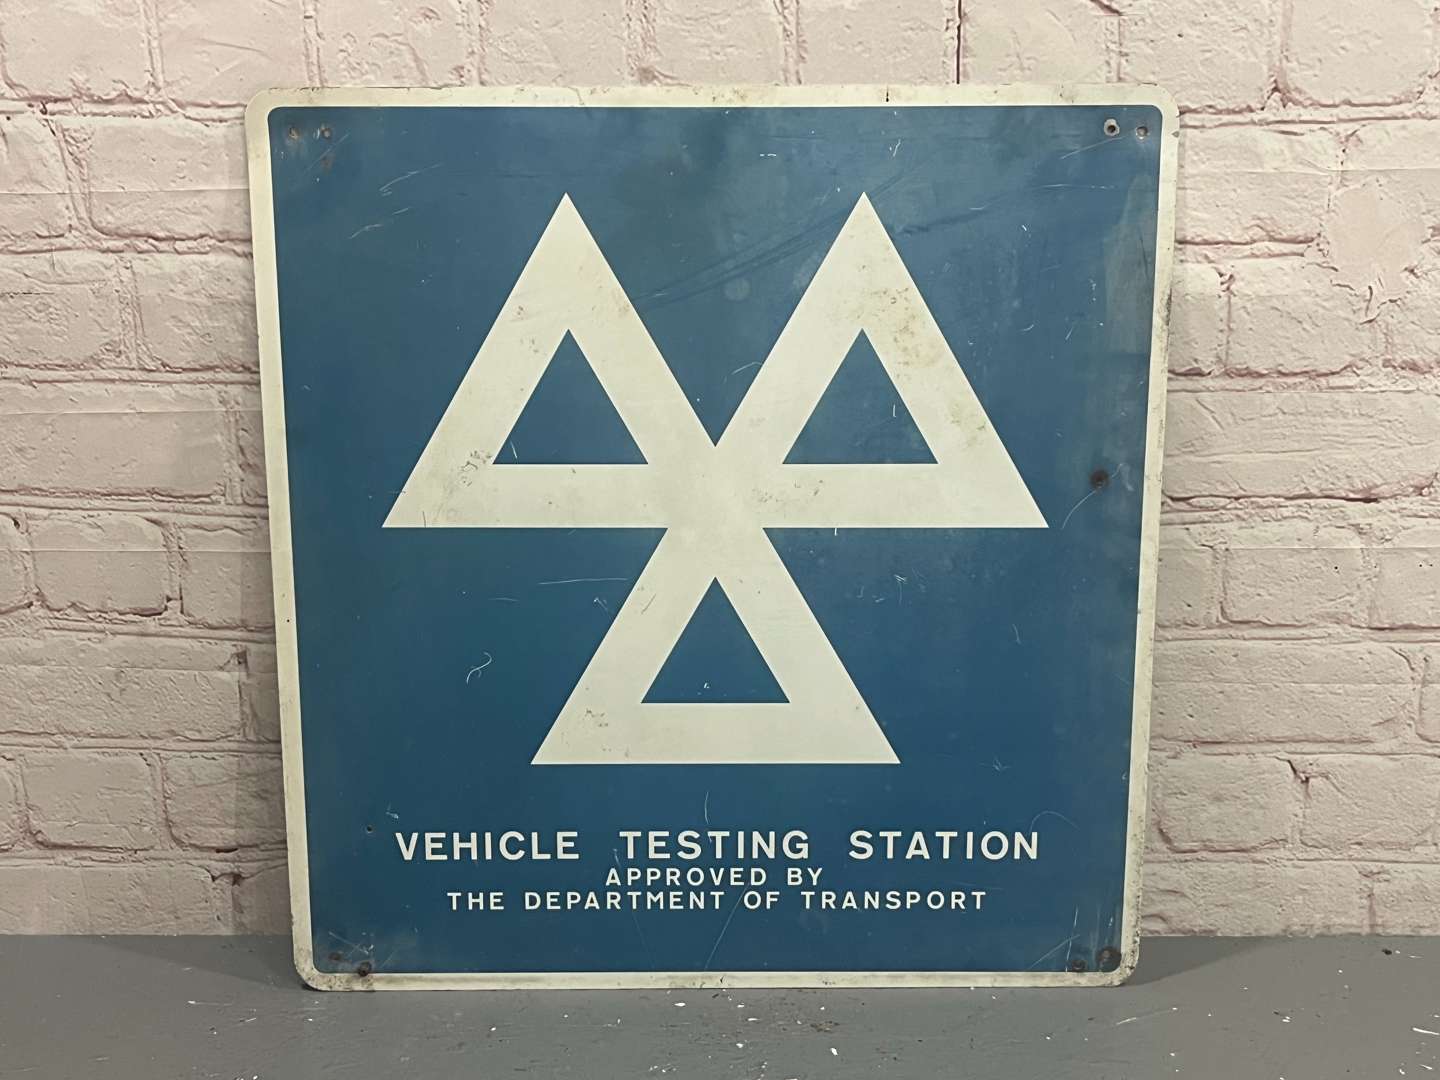 VEHICLE TESTING STATION
APPROVED BY
THE DEPARTMENT OF TRANSPORT